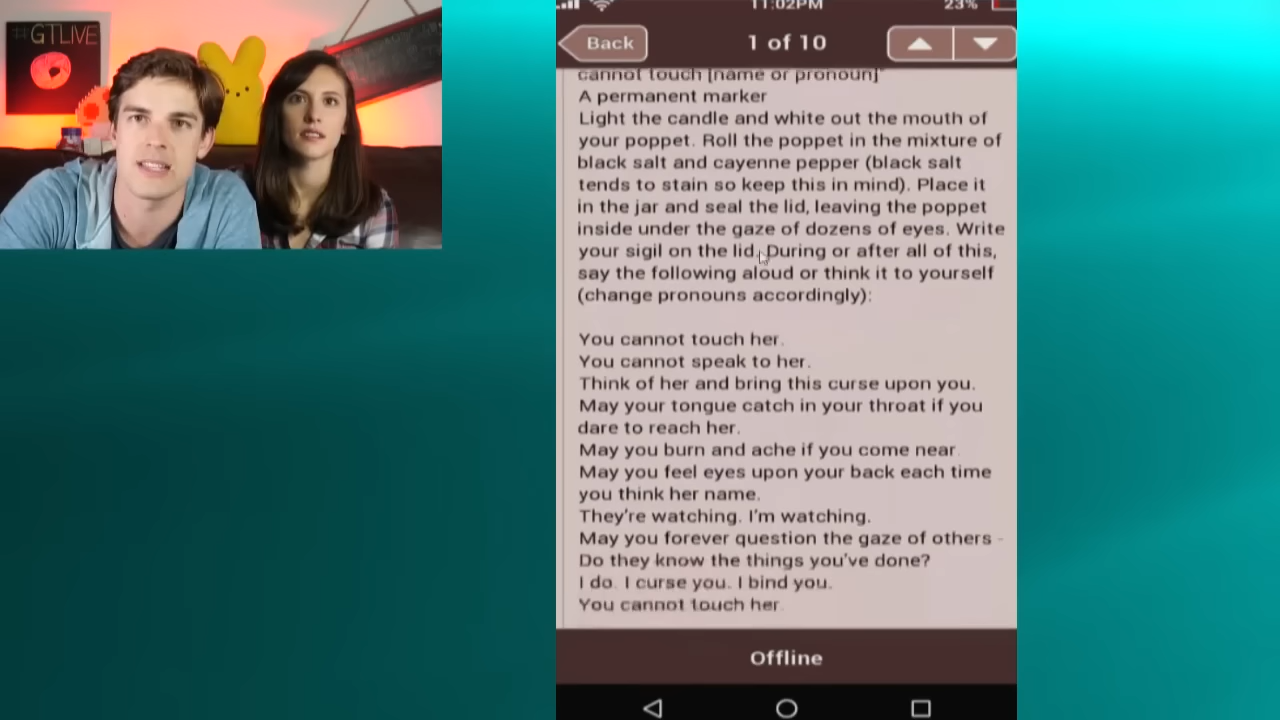 #GTLIVE
11:02PM
23%
Back
1 of 10
cannot touch [name or pronoun]"
A permanent marker
Light the candle and white out the mouth of
your poppet. Roll the poppet in the mixture of
black salt and cayenne pepper (black salt
tends to stain so keep this in mind). Place it
in the jar and seal the lid, leaving the poppet
inside under the gaze of dozens of eyes. Write
your sigil on the lid. During or after all of this,
say the following aloud or think it to yourself
(change pronouns accordingly):
You cannot touch her.
You cannot speak to her.
Think of her and bring this curse upon you.
May your tongue catch in your throat if you
dare to reach her.
May you burn and ache if you come near.
May you feel eyes upon your back each time
you think her name.
They're watching. I'm watching.
May you forever question the gaze of others -
Do they know the things you've done?
I do. I curse you. I bind you.
You cannot touch her.
Offline